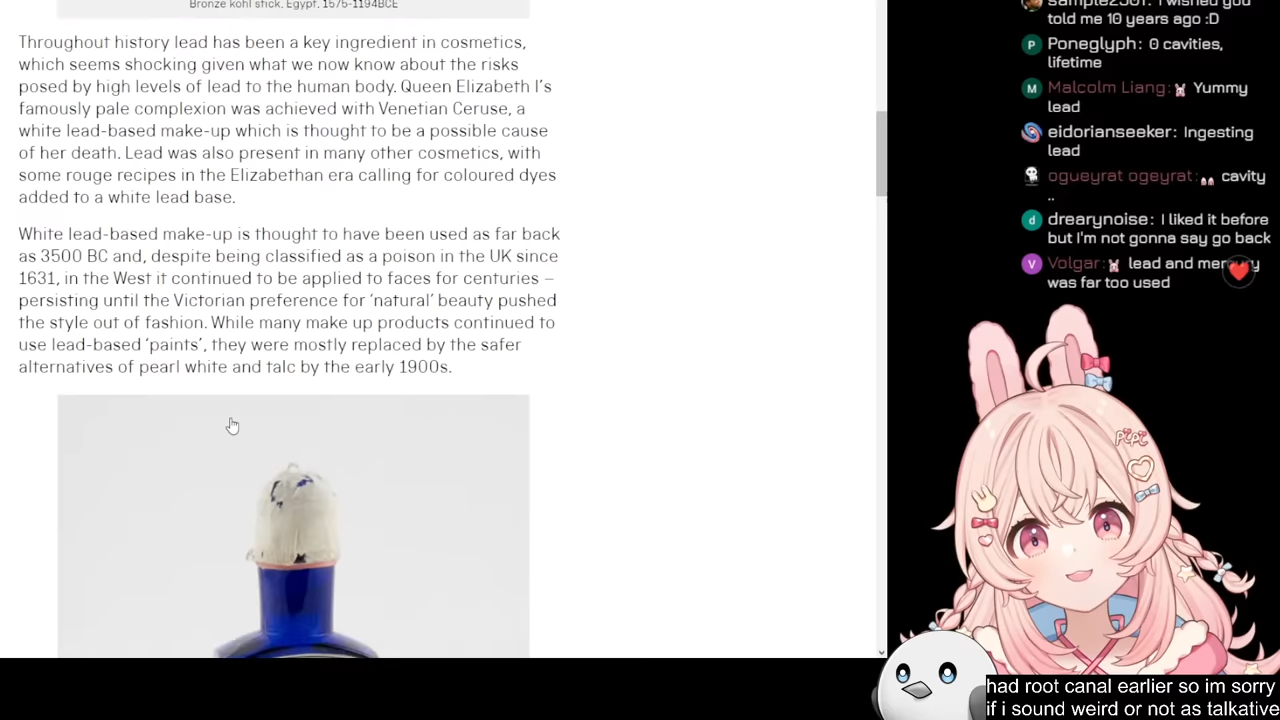 Bronze kohl stick, Egypt, 1575-1194BCE
Throughout history lead has been a key ingredient in cosmetics,
which seems shocking given what we now know about the risks
posed by high levels of lead to the human body. Queen Elizabeth I's
famously pale complexion was achieved with Venetian Ceruse, a
white lead-based make-up which is thought to be a possible cause
of her death. Lead was also present in many other cosmetics, with
some rouge recipes in the Elizabethan era calling for coloured dyes
added to a white lead base.
White lead-based make-up is thought to have been used as far back
as 3500 BC and, despite being classified as a poison in the UK since
1631, in the West it continued to be applied to faces for centuries –
persisting until the Victorian preference for ‘natural’ beauty pushed
the style out of fashion. While many make up products continued to
use lead-based ‘paints’, they were mostly replaced by the safer
alternatives of pearl white and talc by the early 1900s.
sample2501: I wished you
told me 10 years ago :D
P Poneglyph: 0 cavities,
lifetime
M Malcolm Liang: Yummy
lead
eidorianseeker: Ingesting
lead
ogueyrat ogeyrat: cavity
..
d drearynoise: I liked it before
but I'm not gonna say go back
V Volgar: lead and mercury
was far too used
pipi
had root canal earlier so im sorry
if i sound weird or not as talkative